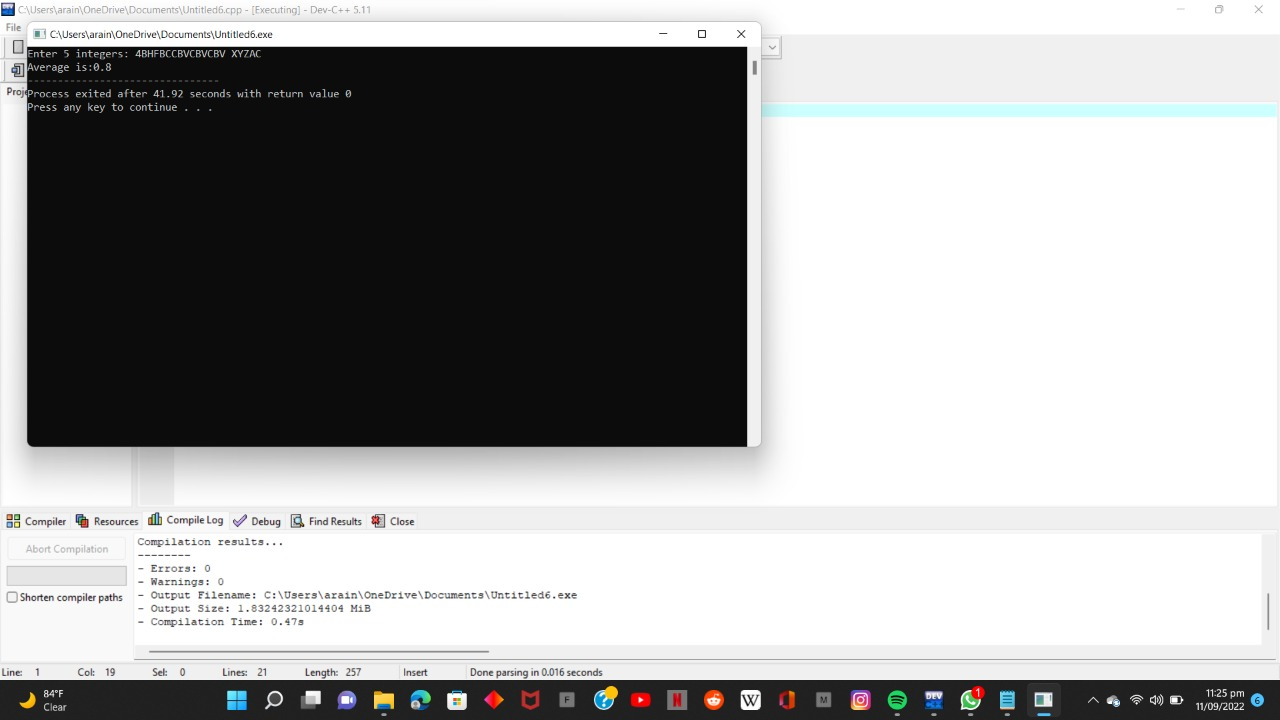 C:\Users\arain\OneDrive\Documents\Untitled6.cpp - [Executing] - Dev-C++ 5.11
File
C:\Users\arain\OneDrive\Documents\Untitled6.exe
Enter 5 integers: 4BHFBCCBVCBVCBV XYZAC
Average is:0.8
--------------------------------
Process exited after 41.92 seconds with return value 0
Press any key to continue . . .
Proje
Compiler Resources Compile Log Debug Find Results Close
Abort Compilation
Shorten compiler paths
Compilation results...
--------
- Errors: 0
- Warnings: 0
- Output Filename: C:\Users\arain\OneDrive\Documents\Untitled6.exe
- Output Size: 1.83242321014404 MiB
- Compilation Time: 0.47s
Line: 1 Col: 19 Sel: 0 Lines: 21 Length: 257 Insert Done parsing in 0.016 seconds
84°F
Clear
F
W
M
DEV
1
11:25 pm
11/09/2022
6